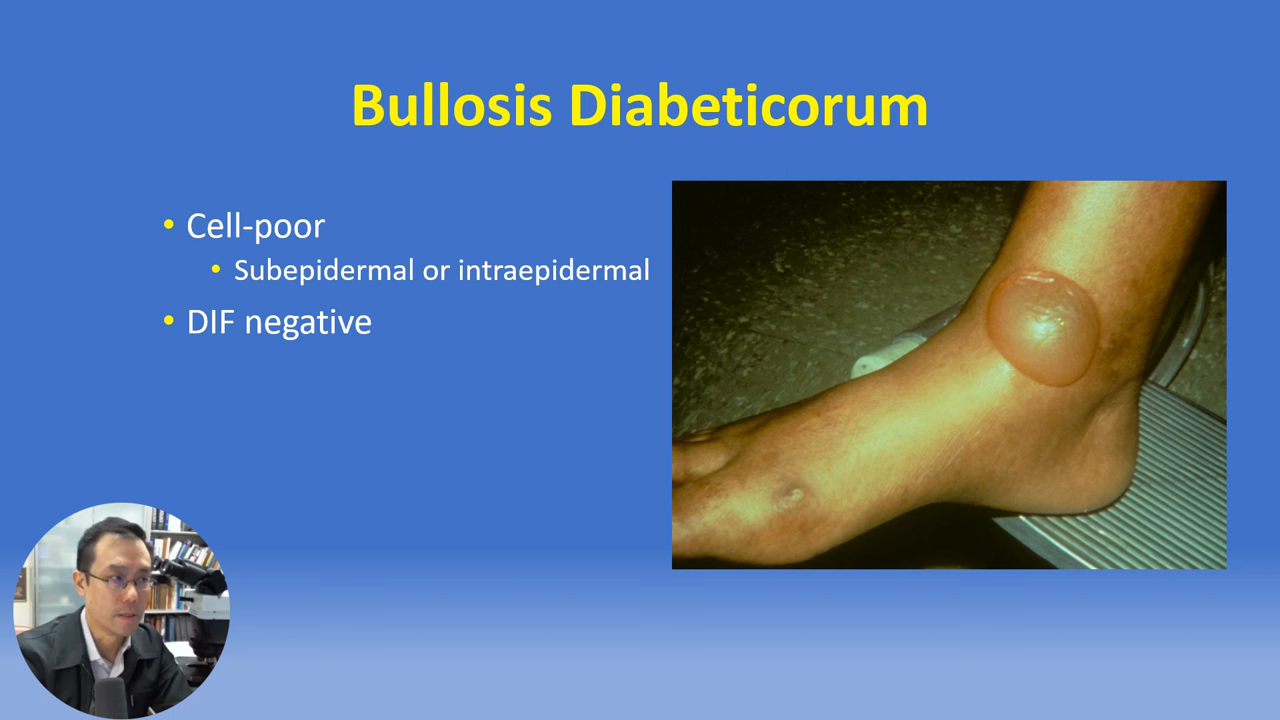 Bullosis Diabeticorum
• Cell-poor
• Subepidermal or intraepidermal
• DIF negative